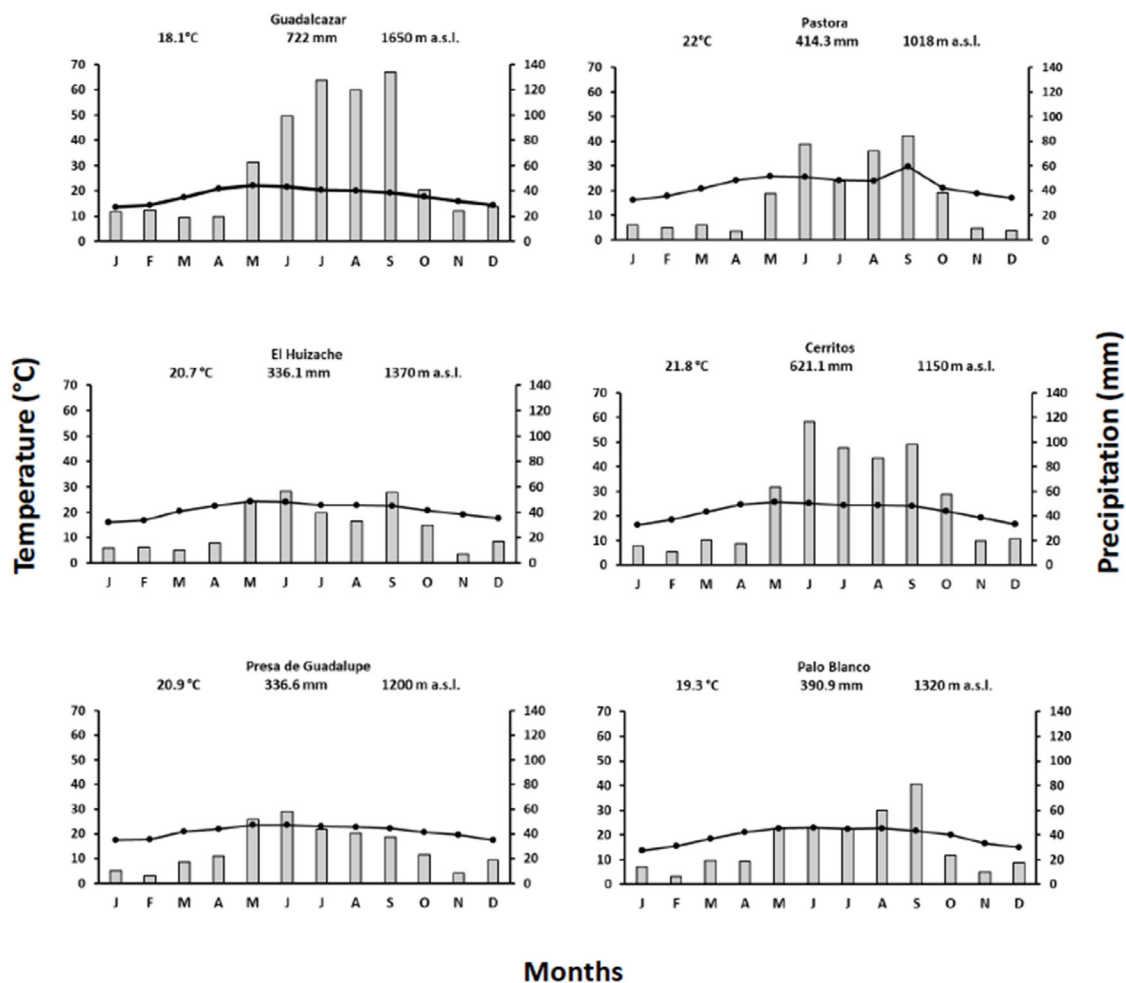 Guadalcazar
18.1°C 722 mm 1650 m a.s.l.
70 140
60 120
50 100
40 80
30 60
20 40
10 20
0 0
J F M A M J J A S O N D
Pastora
22°C 414.3 mm 1018 m a.s.l.
70 140
60 120
50 100
40 80
30 60
20 40
10 20
0 0
J F M A M J J A S O N D
Temperature (°C)
El Huizache
20.7 °C 336.1 mm 1370 m a.s.l.
70 140
60 120
50 100
40 80
30 60
20 40
10 20
0 0
J F M A M J J A S O N D
Cerritos
21.8 °C 621.1 mm 1150 m a.s.l.
70 140
60 120
50 100
40 80
30 60
20 40
10 20
0 0
J F M A M J J A S O N D
Precipitation (mm)
Presa de Guadalupe
20.9 °C 336.6 mm 1200 m a.s.l.
70 140
60 120
50 100
40 80
30 60
20 40
10 20
0 0
J F M A M J J A S O N D
Palo Blanco
19.3 °C 390.9 mm 1320 m a.s.l.
70 140
60 120
50 100
40 80
30 60
20 40
10 20
0 0
J F M A M J J A S O N D
Months